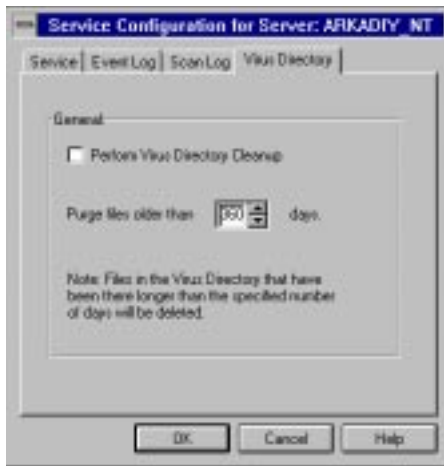 Service Configuration for Server: ARKADIY_NT
Service Event Log Scan Log Virus Directory
General
Perform Virus Directory Cleanup
Purge files older than 360 days.
Note: Files in the Virus Directory that have
been there longer than the specified number
of days will be deleted.
OK Cancel Help